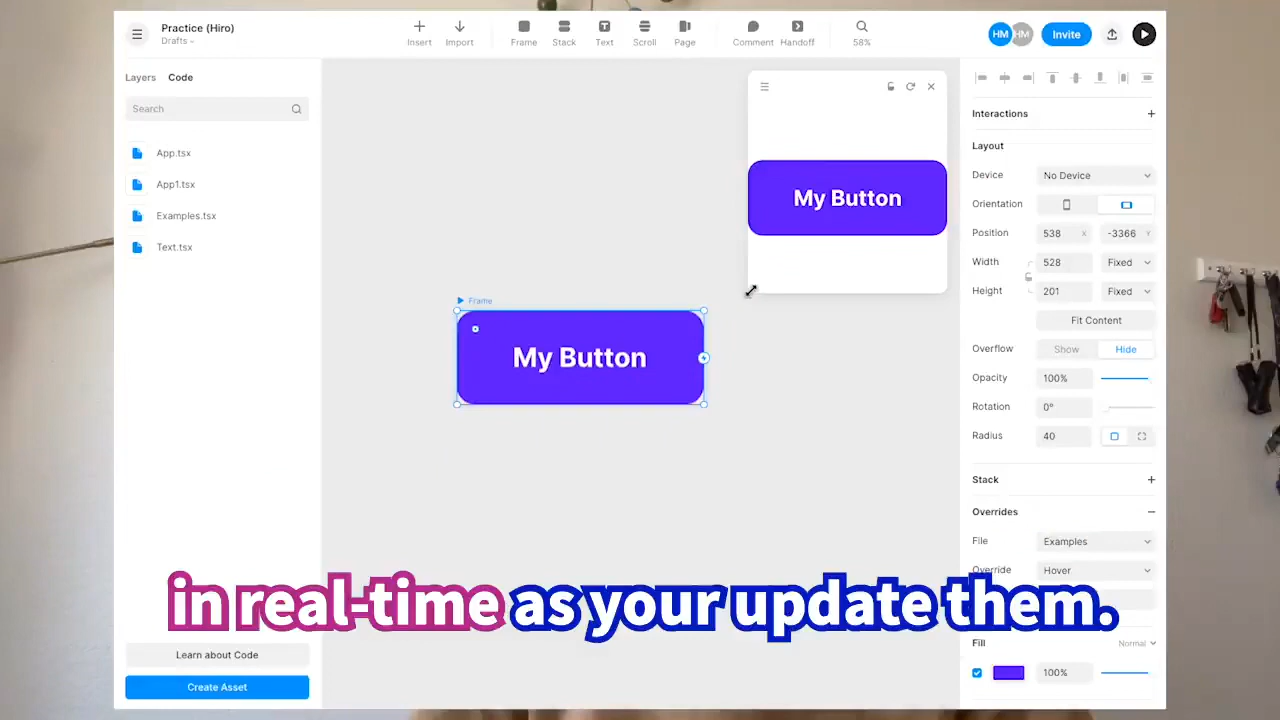 Practice (Hiro)
Drafts
Insert
Import
Frame
Stack
Text
Scroll
Page
Comment
Handoff
58%
HM
HM
Invite
Layers
Code
Search
App.tsx
App1.tsx
Examples.tsx
Text.tsx
Learn about Code
Create Asset
My Button
Frame
My Button
Interactions
Layout
Device
No Device
Orientation
Position
538
X
-3366
Y
Width
528
Fixed
Height
201
Fixed
Fit Content
Overflow
Show
Hide
Opacity
100%
Rotation
0°
Radius
40
Stack
Overrides
File
Examples
Override
Hover
Fill
Normal
100%
in real-time as your update them.